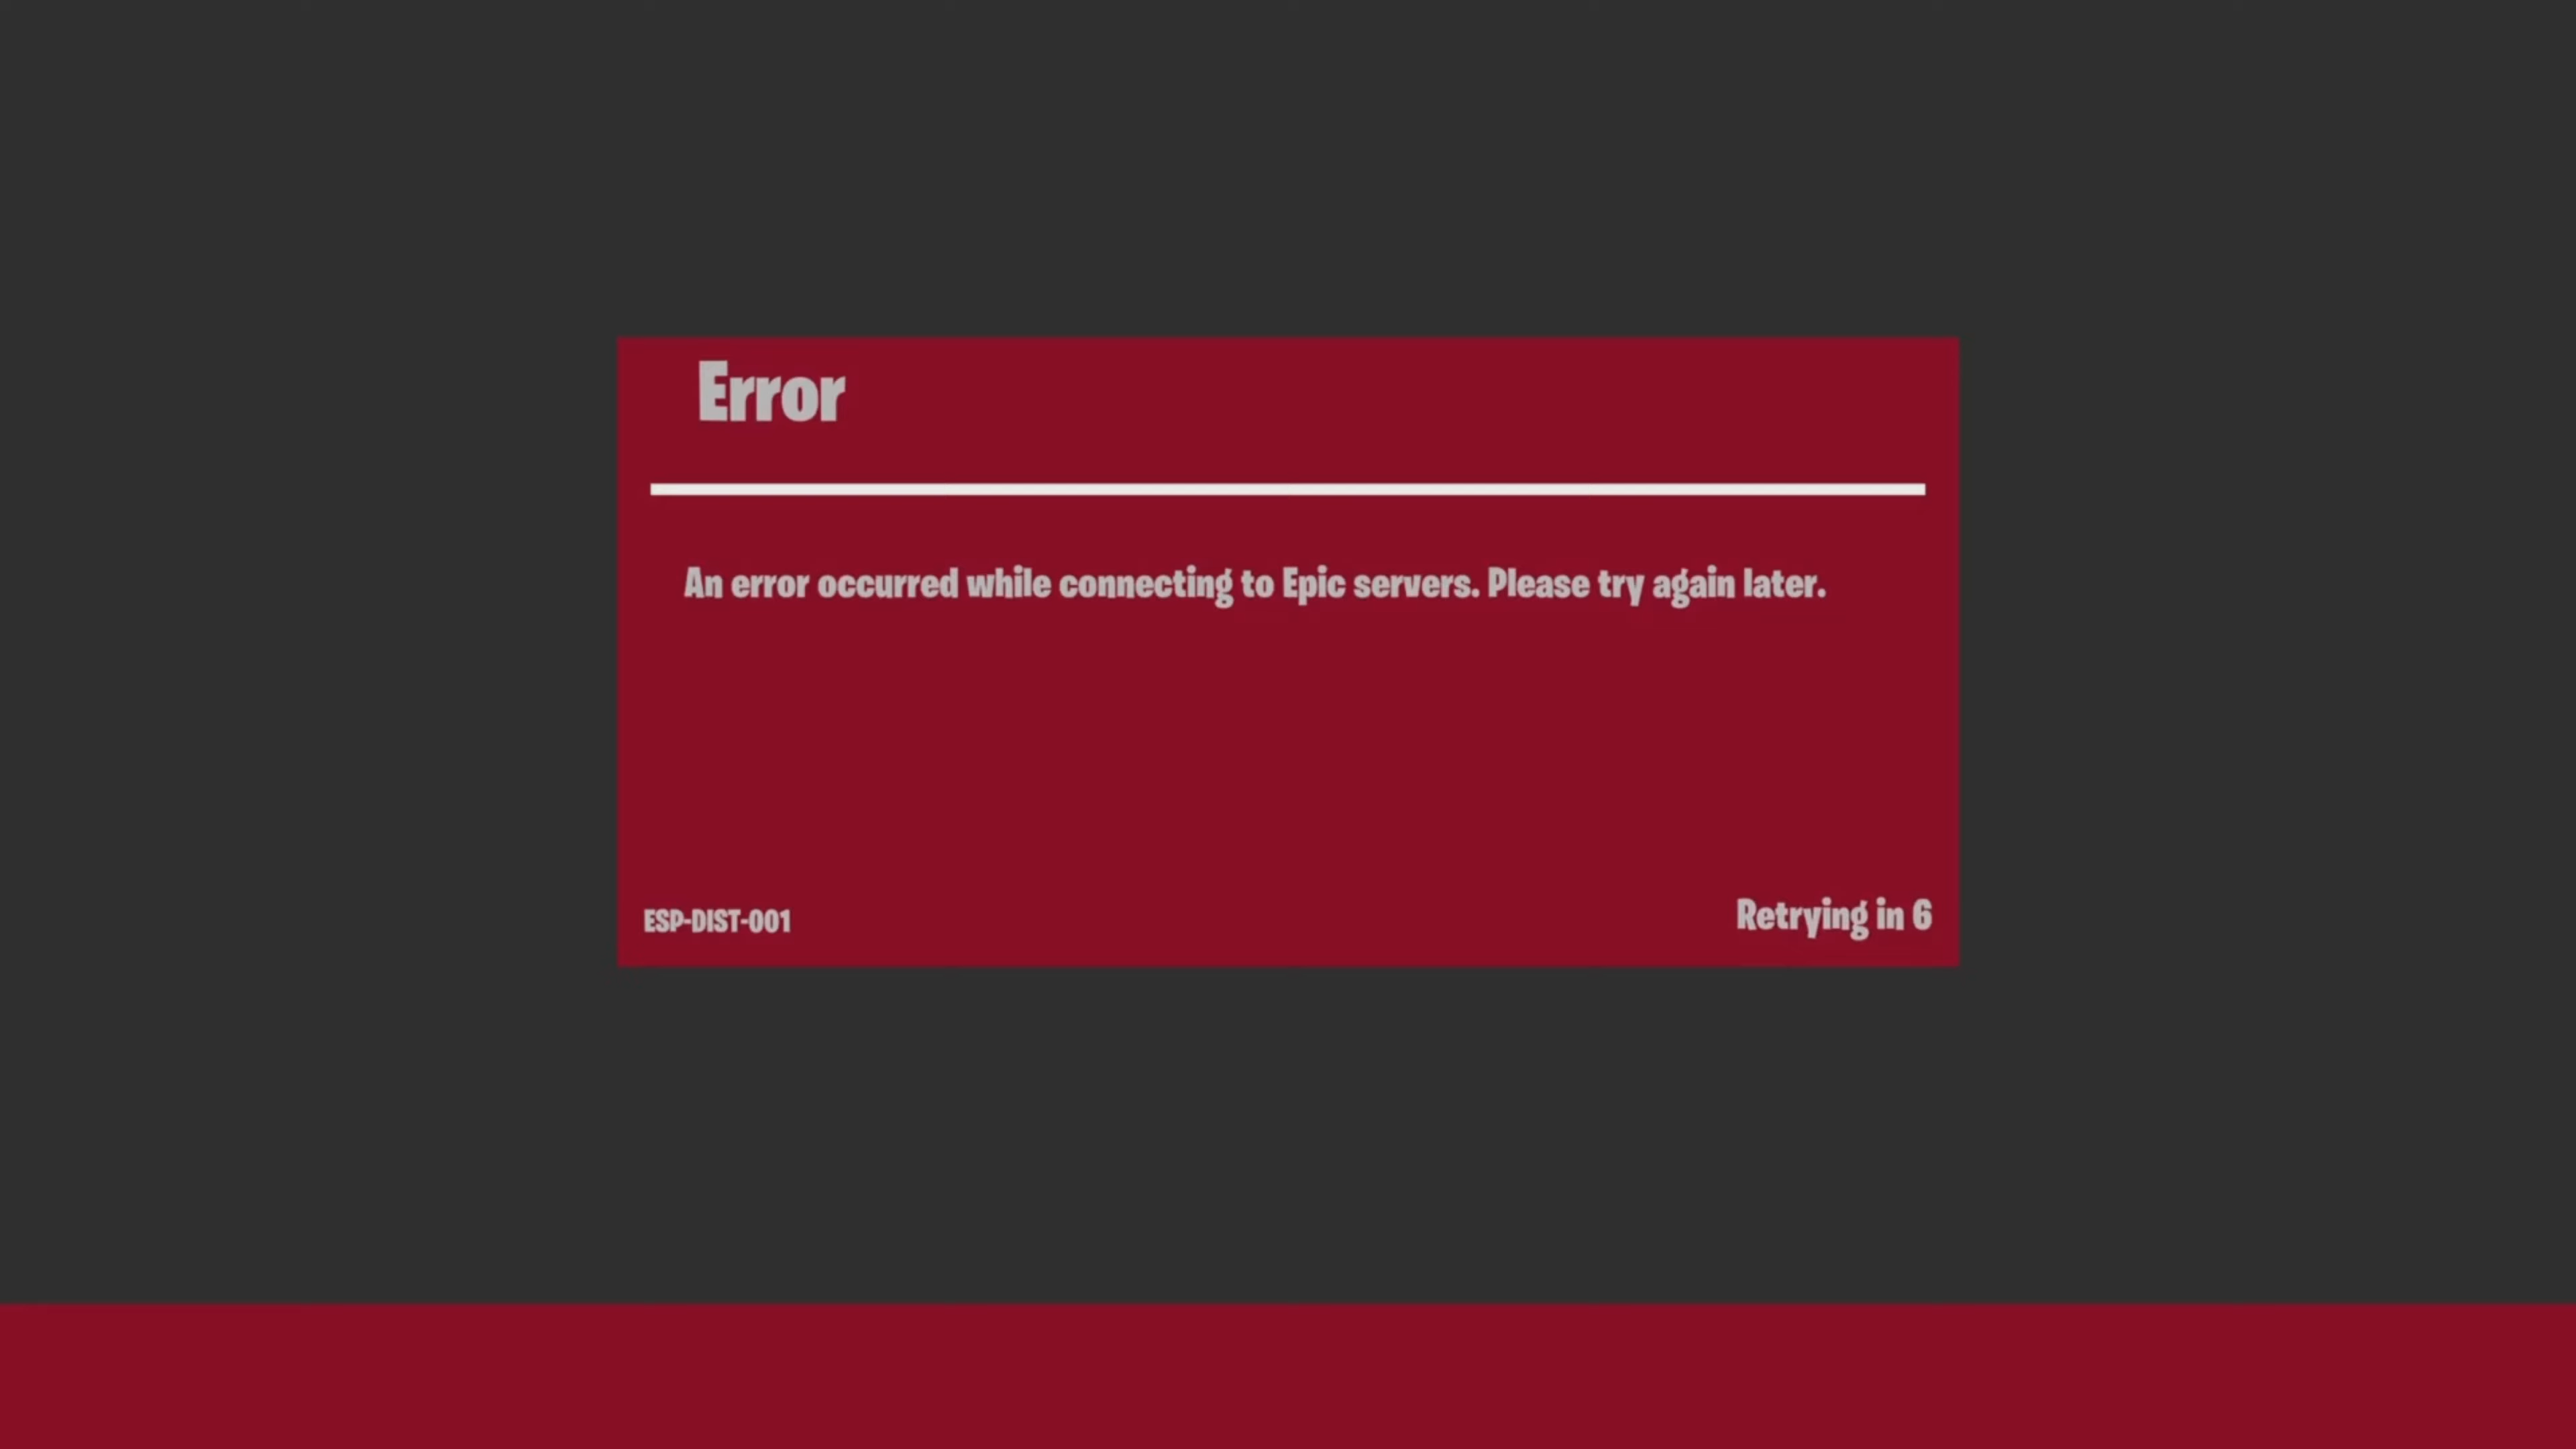 Error
An error occurred while connecting to Epic servers. Please try again later.
ESP-DIST-001
Retrying in 6